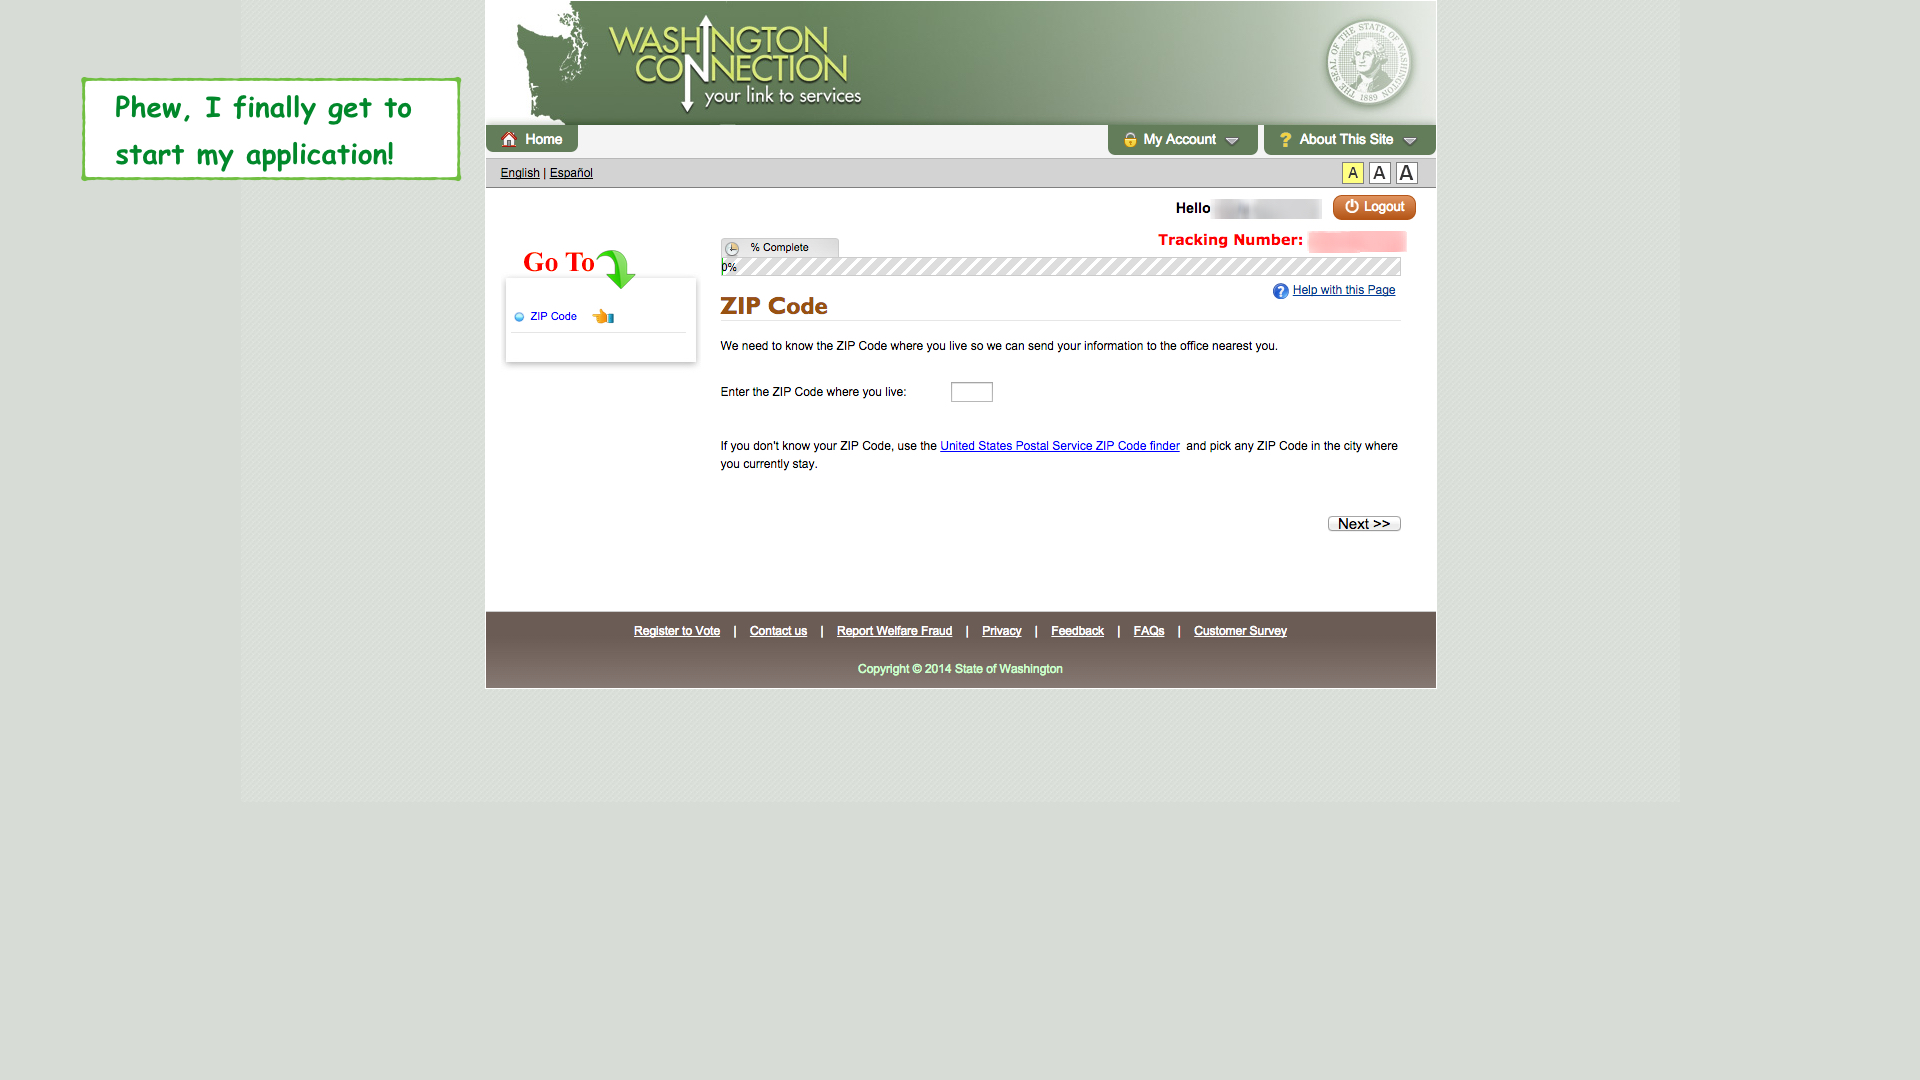 Phew, I finally get to
start my application!
WASHINGTON
CONNECTION
your link to services
THE SEAL OF THE STATE OF WASHINGTON
1889
Home
My Account
? About This Site
English | Español
A A A
Hello
Logout
Tracking Number:
% Complete
0%
Go To
ZIP Code
? Help with this Page
ZIP Code
We need to know the ZIP Code where you live so we can send your information to the office nearest you.
Enter the ZIP Code where you live:
If you don't know your ZIP Code, use the United States Postal Service ZIP Code finder and pick any ZIP Code in the city where
you currently stay.
Next >>
Register to Vote | Contact us | Report Welfare Fraud | Privacy | Feedback | FAQs | Customer Survey
Copyright © 2014 State of Washington